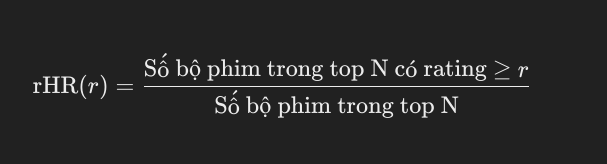 rHR(r) = Số bộ phim trong top N có rating ≥ r
Số bộ phim trong top N